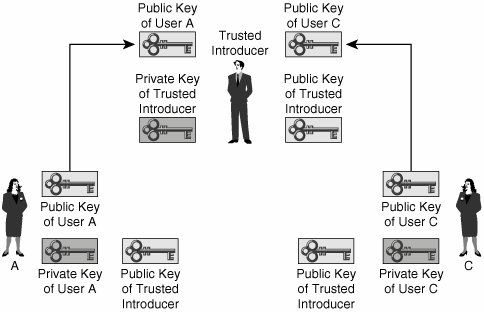 Public Key
of User A
Trusted
Introducer
Public Key
of User C
Private Key
of Trusted
Introducer
Public Key
of Trusted
Introducer
Public Key
of User A
Public Key
of User C
A
Private Key
of User A
Public Key
of Trusted
Introducer
Public Key
of Trusted
Introducer
Private Key
of User C
C